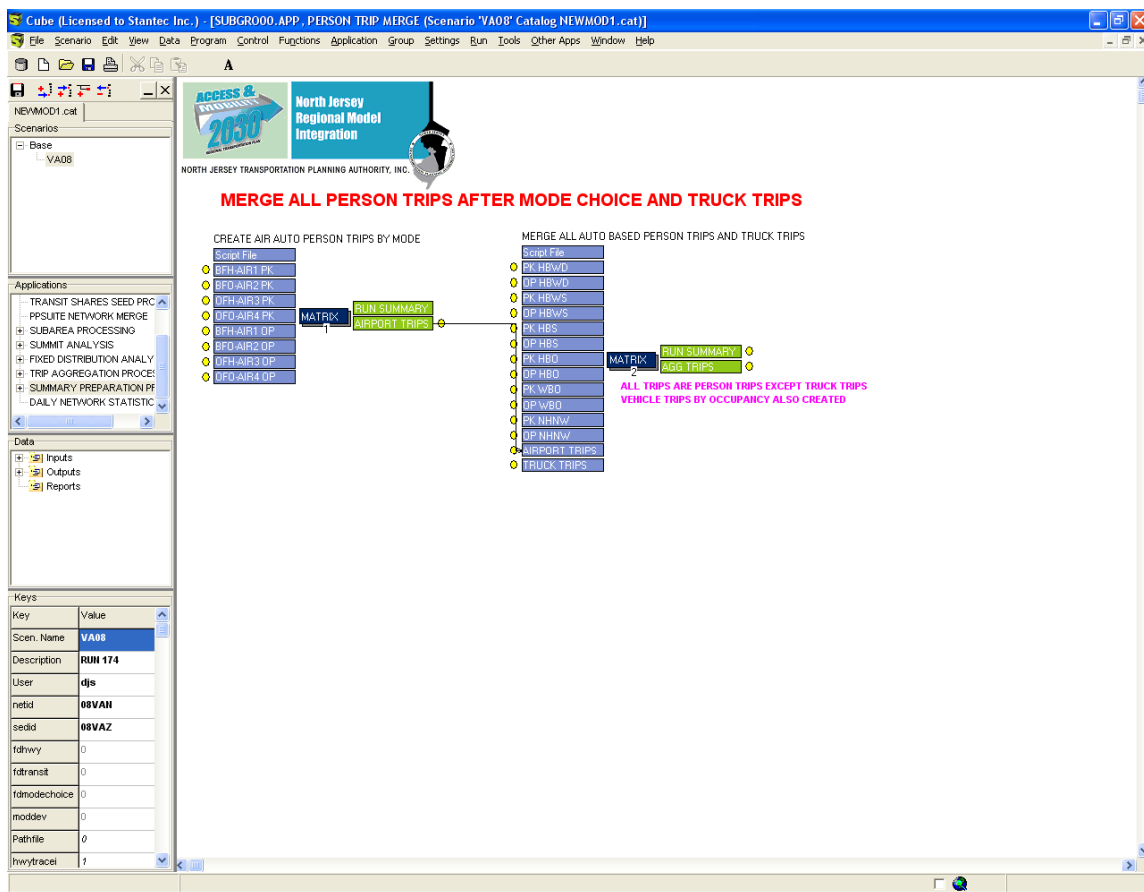 Cube (Licensed to Stantec Inc.) - [SUBGRO00.APP , PERSON TRIP MERGE (Scenario 'VA08' Catalog NEWMOD1.cat)]
File Scenario Edit View Data Program Control Functions Application Group Settings Run Tools Other Apps Window Help
A
NEWMOD1.cat
Scenarios
Base
VA08
Applications
TRANSIT SHARES SEED PRC
PPSUITE NETWORK MERGE
SUBAREA PROCESSING
SUMMIT ANALYSIS
FIXED DISTRIBUTION ANALY
TRIP AGGREGATION PROCE
SUMMARY PREPARATION PF
DAILY NETWORK STATISTIC
Data
Inputs
Outputs
Reports
Keys
Key Value
Scen. Name VA08
Description RUN 174
User djs
netid 08VAN
sedid 08VAZ
fdhwy 0
fdtransit 0
fdmodechoice 0
moddev 0
Pathfile 0
hwytracei 1
ACCESS & MOBILITY
2030
REGIONAL TRANSPORTATION PLAN
North Jersey
Regional Model
Integration
NORTH JERSEY TRANSPORTATION PLANNING AUTHORITY, INC.
MERGE ALL PERSON TRIPS AFTER MODE CHOICE AND TRUCK TRIPS
CREATE AIR AUTO PERSON TRIPS BY MODE
Script File
BFH-AIR1 PK
BFO-AIR2 PK
OFH-AIR3 PK
OFO-AIR4 PK
BFH-AIR1 OP
BFO-AIR2 OP
OFH-AIR3 OP
OFO-AIR4 OP
MATRIX
1
RUN SUMMARY
AIRPORT TRIPS
MERGE ALL AUTO BASED PERSON TRIPS AND TRUCK TRIPS
Script File
PK HBWD
OP HBWD
PK HBWS
OP HBWS
PK HBS
OP HBS
PK HBO
OP HBO
PK WBO
OP WBO
PK NHNW
OP NHNW
AIRPORT TRIPS
TRUCK TRIPS
MATRIX
2
RUN SUMMARY
AGG TRIPS
ALL TRIPS ARE PERSON TRIPS EXCEPT TRUCK TRIPS
VEHICLE TRIPS BY OCCUPANCY ALSO CREATED